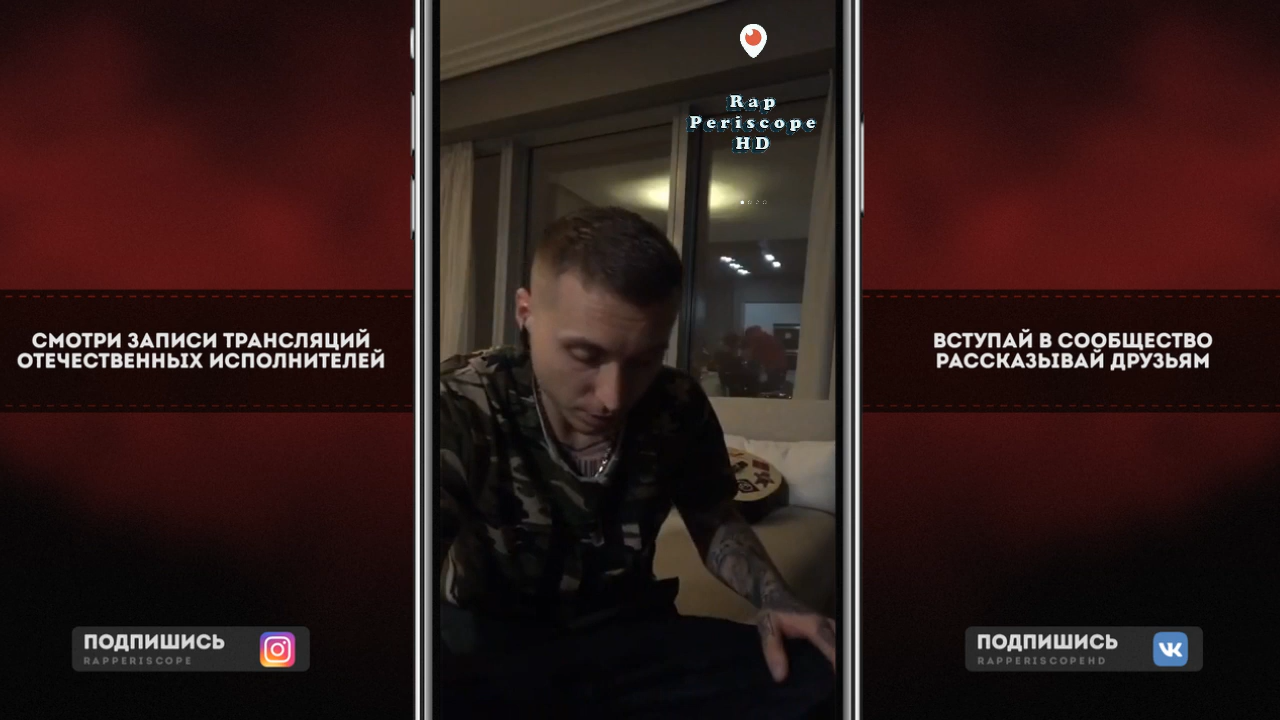 Rap
Periscope
HD
СМОТРИ ЗАПИСИ ТРАНСЛЯЦИЙ
ОТЕЧЕСТВЕННЫХ ИСПОЛНИТЕЛЕЙ
ВСТУПАЙ В СООБЩЕСТВО
РАССКАЗЫВАЙ ДРУЗЬЯМ
ПОДПИШИСЬ
RAPPERISCOPE
ПОДПИШИСЬ
RAPPERISCOPEHD